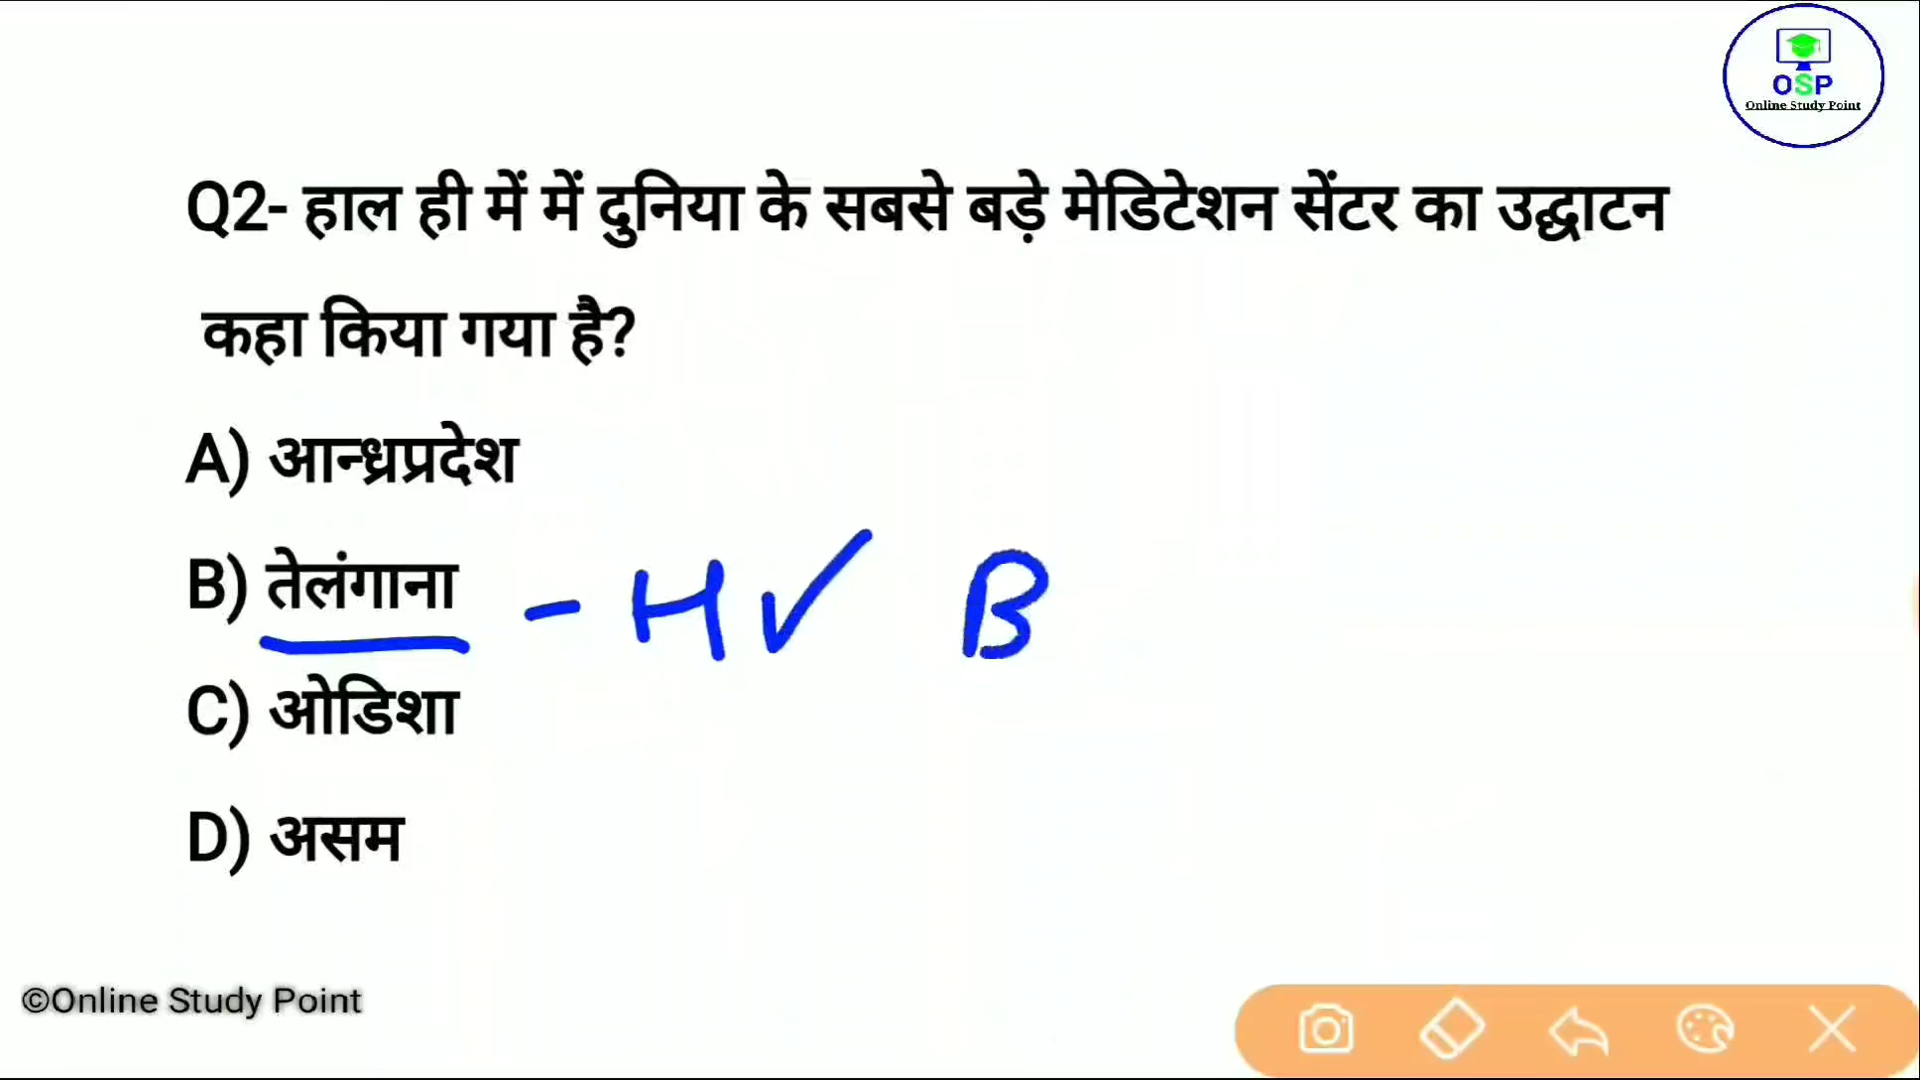 OSP
Online Study Point
Q2- हाल ही में में दुनिया के सबसे बड़े मेडिटेशन सेंटर का उद्घाटन
कहा किया गया है?
A) आन्ध्रप्रदेश
B) तेलंगाना - H ✓ B
C) ओडिशा
D) असम
©Online Study Point